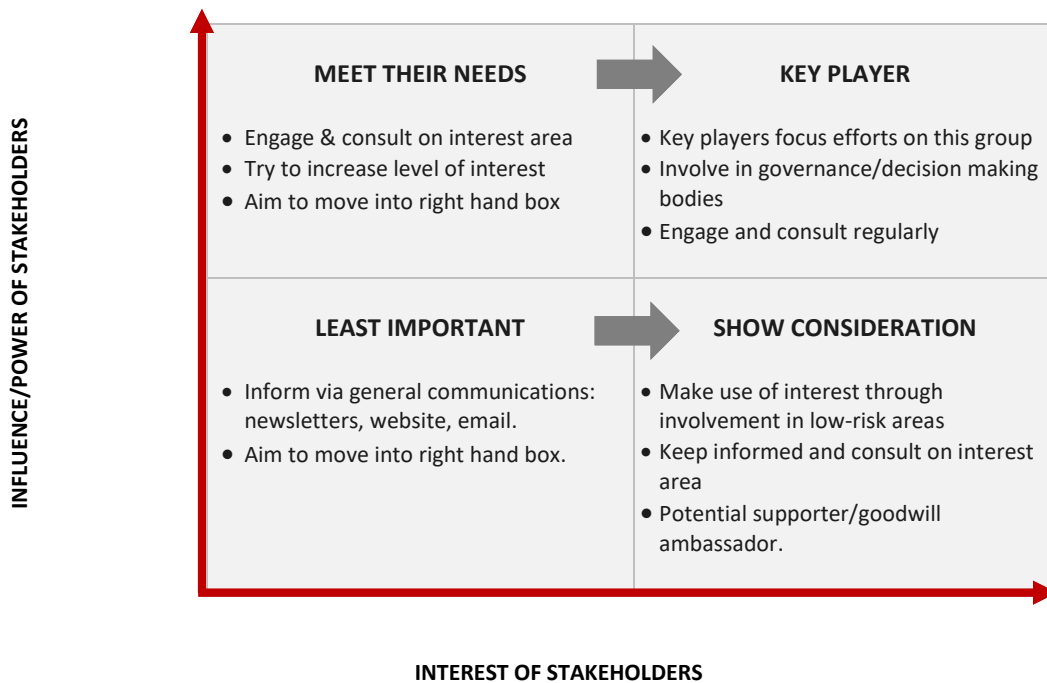 INFLUENCE/POWER OF STAKEHOLDERS
MEET THEIR NEEDS
• Engage & consult on interest area
• Try to increase level of interest
• Aim to move into right hand box
KEY PLAYER
• Key players focus efforts on this group
• Involve in governance/decision making
bodies
• Engage and consult regularly
LEAST IMPORTANT
• Inform via general communications:
newsletters, website, email.
• Aim to move into right hand box.
SHOW CONSIDERATION
• Make use of interest through
involvement in low-risk areas
• Keep informed and consult on interest
area
• Potential supporter/goodwill
ambassador.
INTEREST OF STAKEHOLDERS